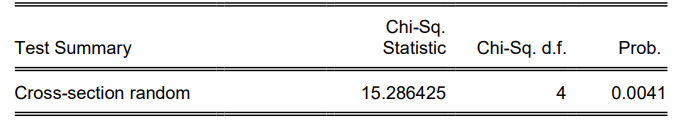 Chi-Sq.
Test Summary Statistic Chi-Sq. d.f. Prob.
Cross-section random 15.286425 4 0.0041